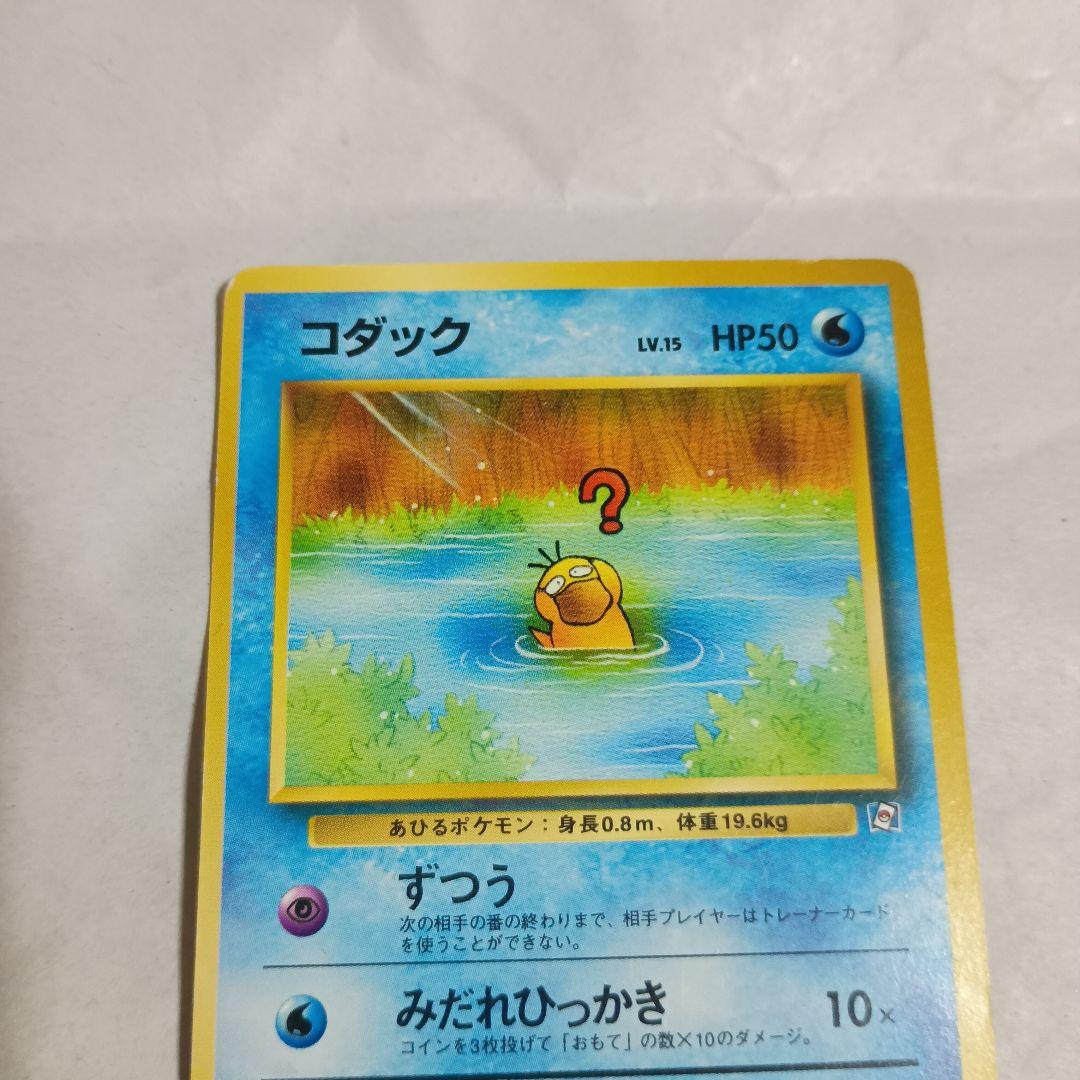 コダック LV.15 HP50
?
あひるポケモン：身長0.8m、体重19.6kg
ずつう
次の相手の番の終わりまで、相手プレイヤーはトレーナーカード
を使うことができない。
みだれひっかき 10×
コインを3枚投げて「おもて」の数×10のダメージ。